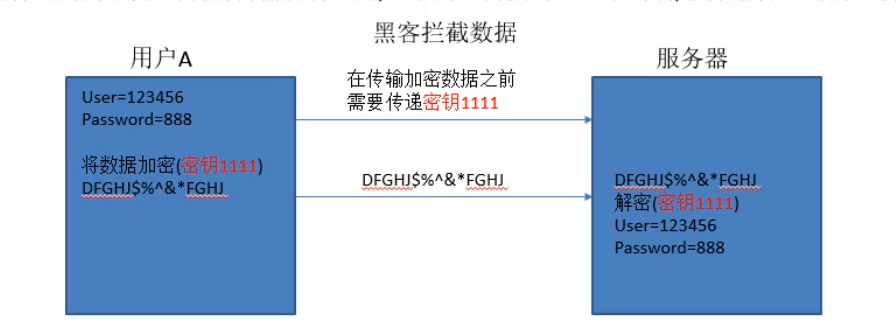 黑客拦截数据
用户A
服务器
User=123456
Password=888
将数据加密(密钥1111)
DFGHJ$%^&*FGHJ
在传输加密数据之前
需要传递密钥1111
DFGHJ$%^&*FGHJ
DFGHJ$%^&*FGHJ
解密(密钥1111)
User=123456
Password=888